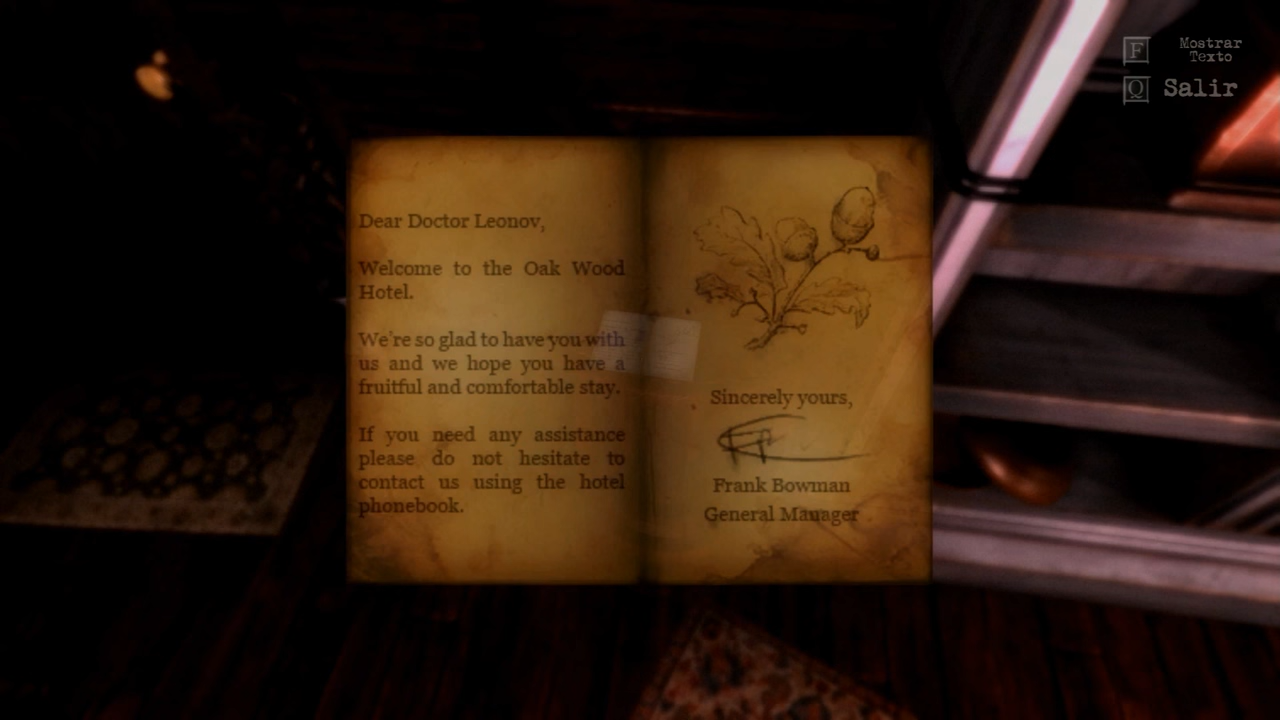 F Mostrar
Texto
Q Salir
Dear Doctor Leonov,
Welcome to the Oak Wood
Hotel.
We're so glad to have you with
us and we hope you have a
fruitful and comfortable stay.
If you need any assistance
please do not hesitate to
contact us using the hotel
phonebook.
Sincerely yours,
Frank Bowman
General Manager